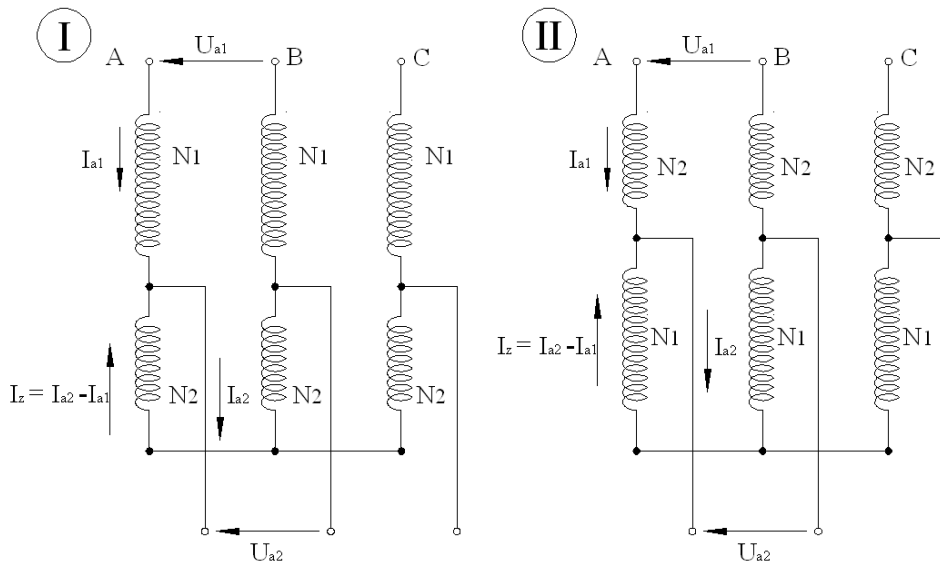 I
II
A
Ua1
B
C
A
Ua1
B
C
Ia1
N1
N1
N1
Ia1
N2
N2
N2
Iz = Ia2 -Ia1
N2
Ia2
N2
N2
Iz = Ia2 -Ia1
N1
Ia2
N1
N1
Ua2
Ua2